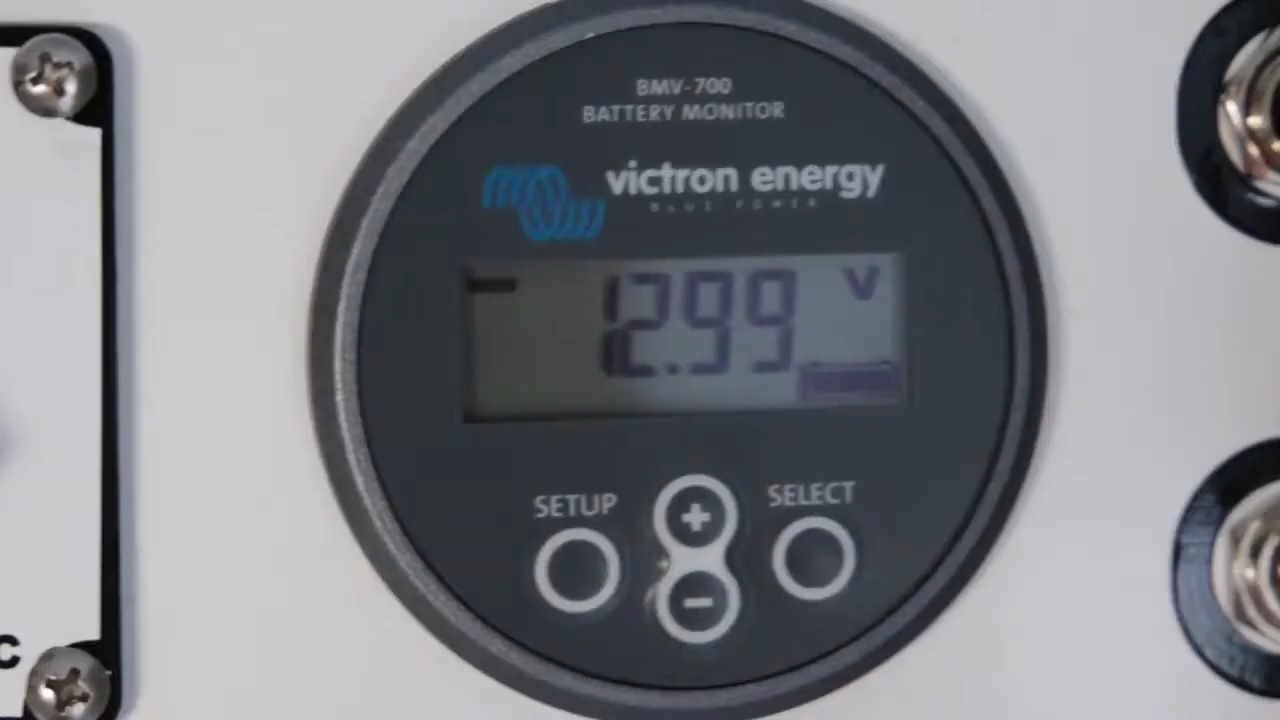 BMV-700
BATTERY MONITOR
victron energy
BLUE POWER
12.99 V
SETUP
+
SELECT
-
C